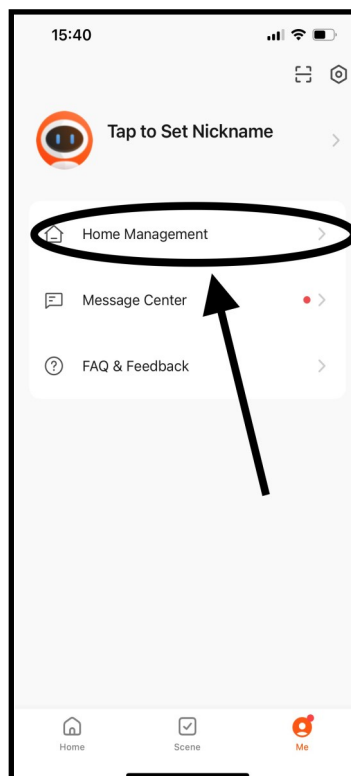 15:40
Tap to Set Nickname
Home Management
Message Center
FAQ & Feedback
Home
Scene
Me